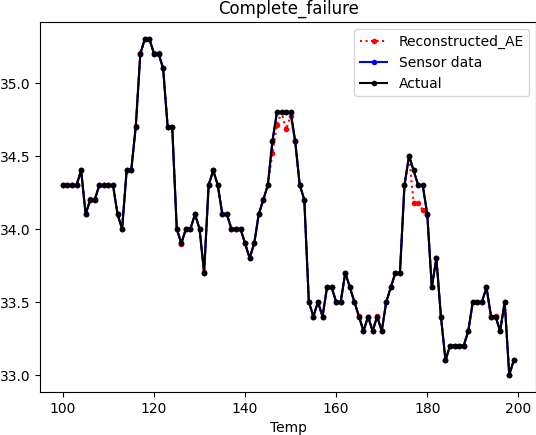 Complete_failure
Reconstructed_AE
Sensor data
Actual
35.0
34.5
34.0
33.5
33.0
100
120
140
160
180
200
Temp